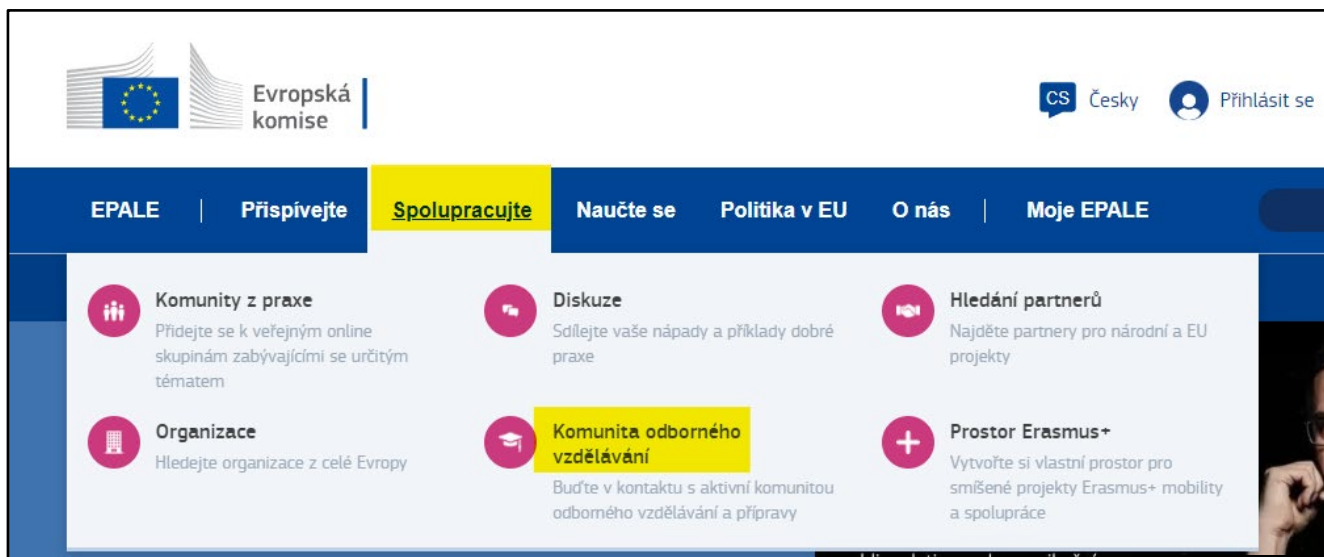 Evropská
komise
CS Česky Přihlásit se
EPALE Přispívejte Spolupracujte Naučte se Politika v EU O nás Moje EPALE
Komunity z praxe
Přidejte se k veřejným online
skupinám zabývajícími se určitým
tématem
Diskuze
Sdílejte vaše nápady a příklady dobré
praxe
Hledání partnerů
Najděte partnery pro národní a EU
projekty
Organizace
Hledejte organizace z celé Evropy
Komunita odborného
vzdělávání
Buďte v kontaktu s aktivní komunitou
odborného vzdělávání a přípravy
Prostor Erasmus+
Vytvořte si vlastní prostor pro
smíšené projekty Erasmus+ mobility
a spolupráce